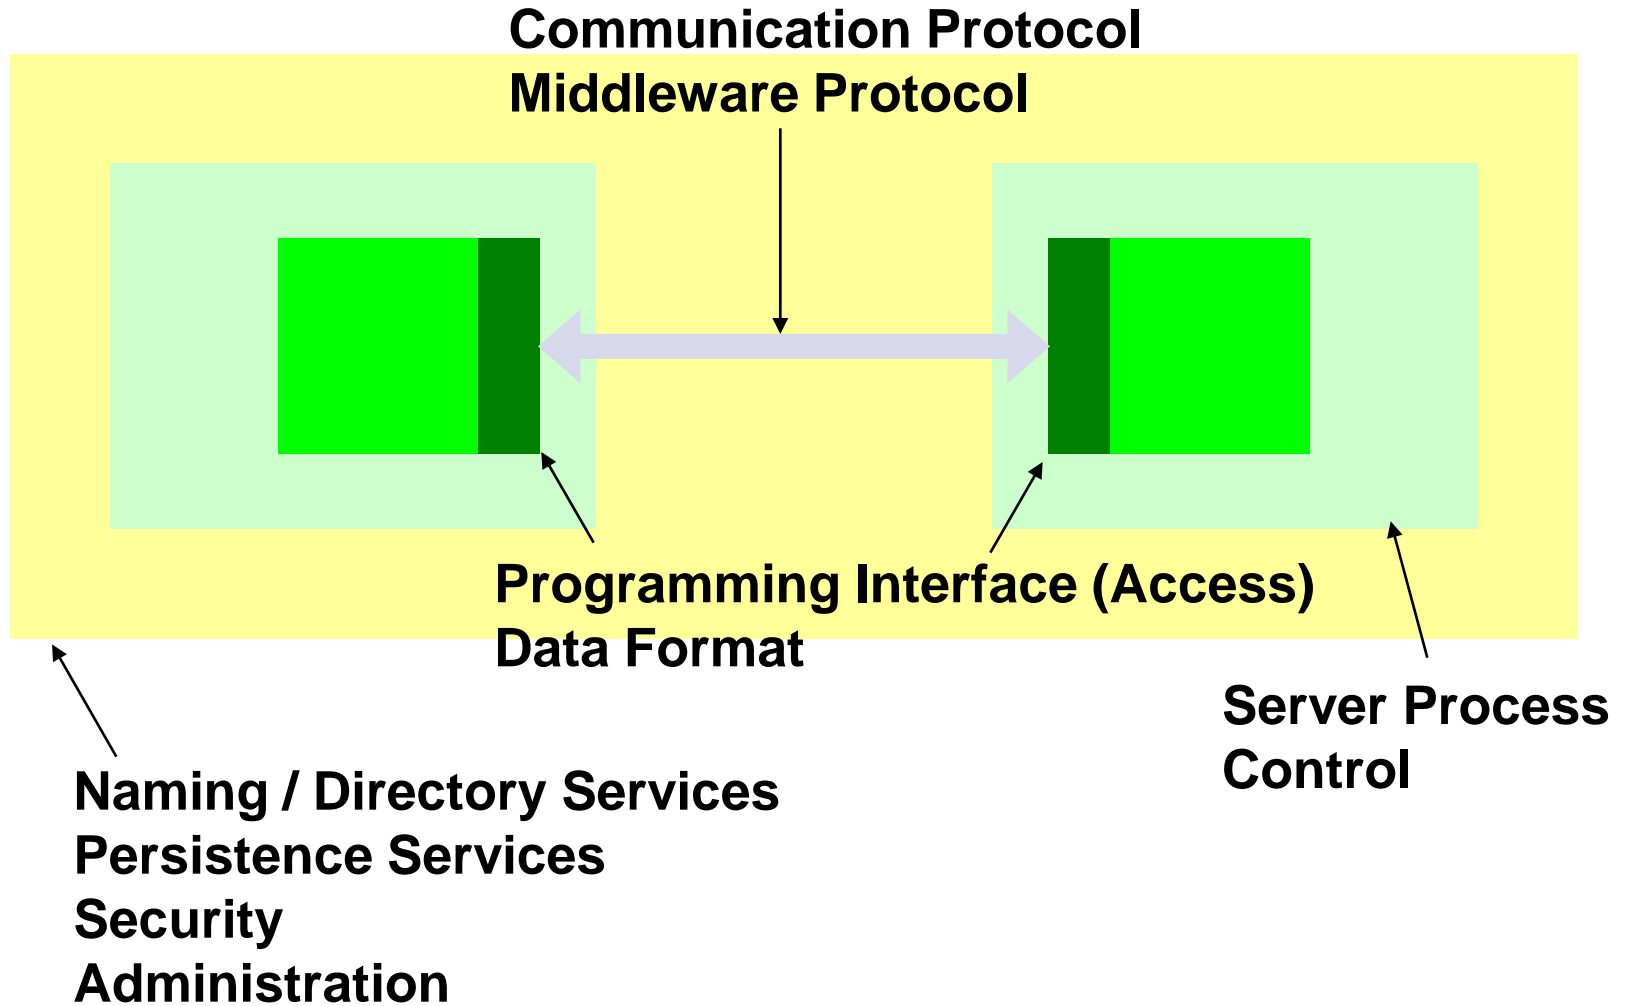 Communication Protocol
Middleware Protocol
Programming Interface (Access)
Data Format
Server Process
Control
Naming / Directory Services
Persistence Services
Security
Administration